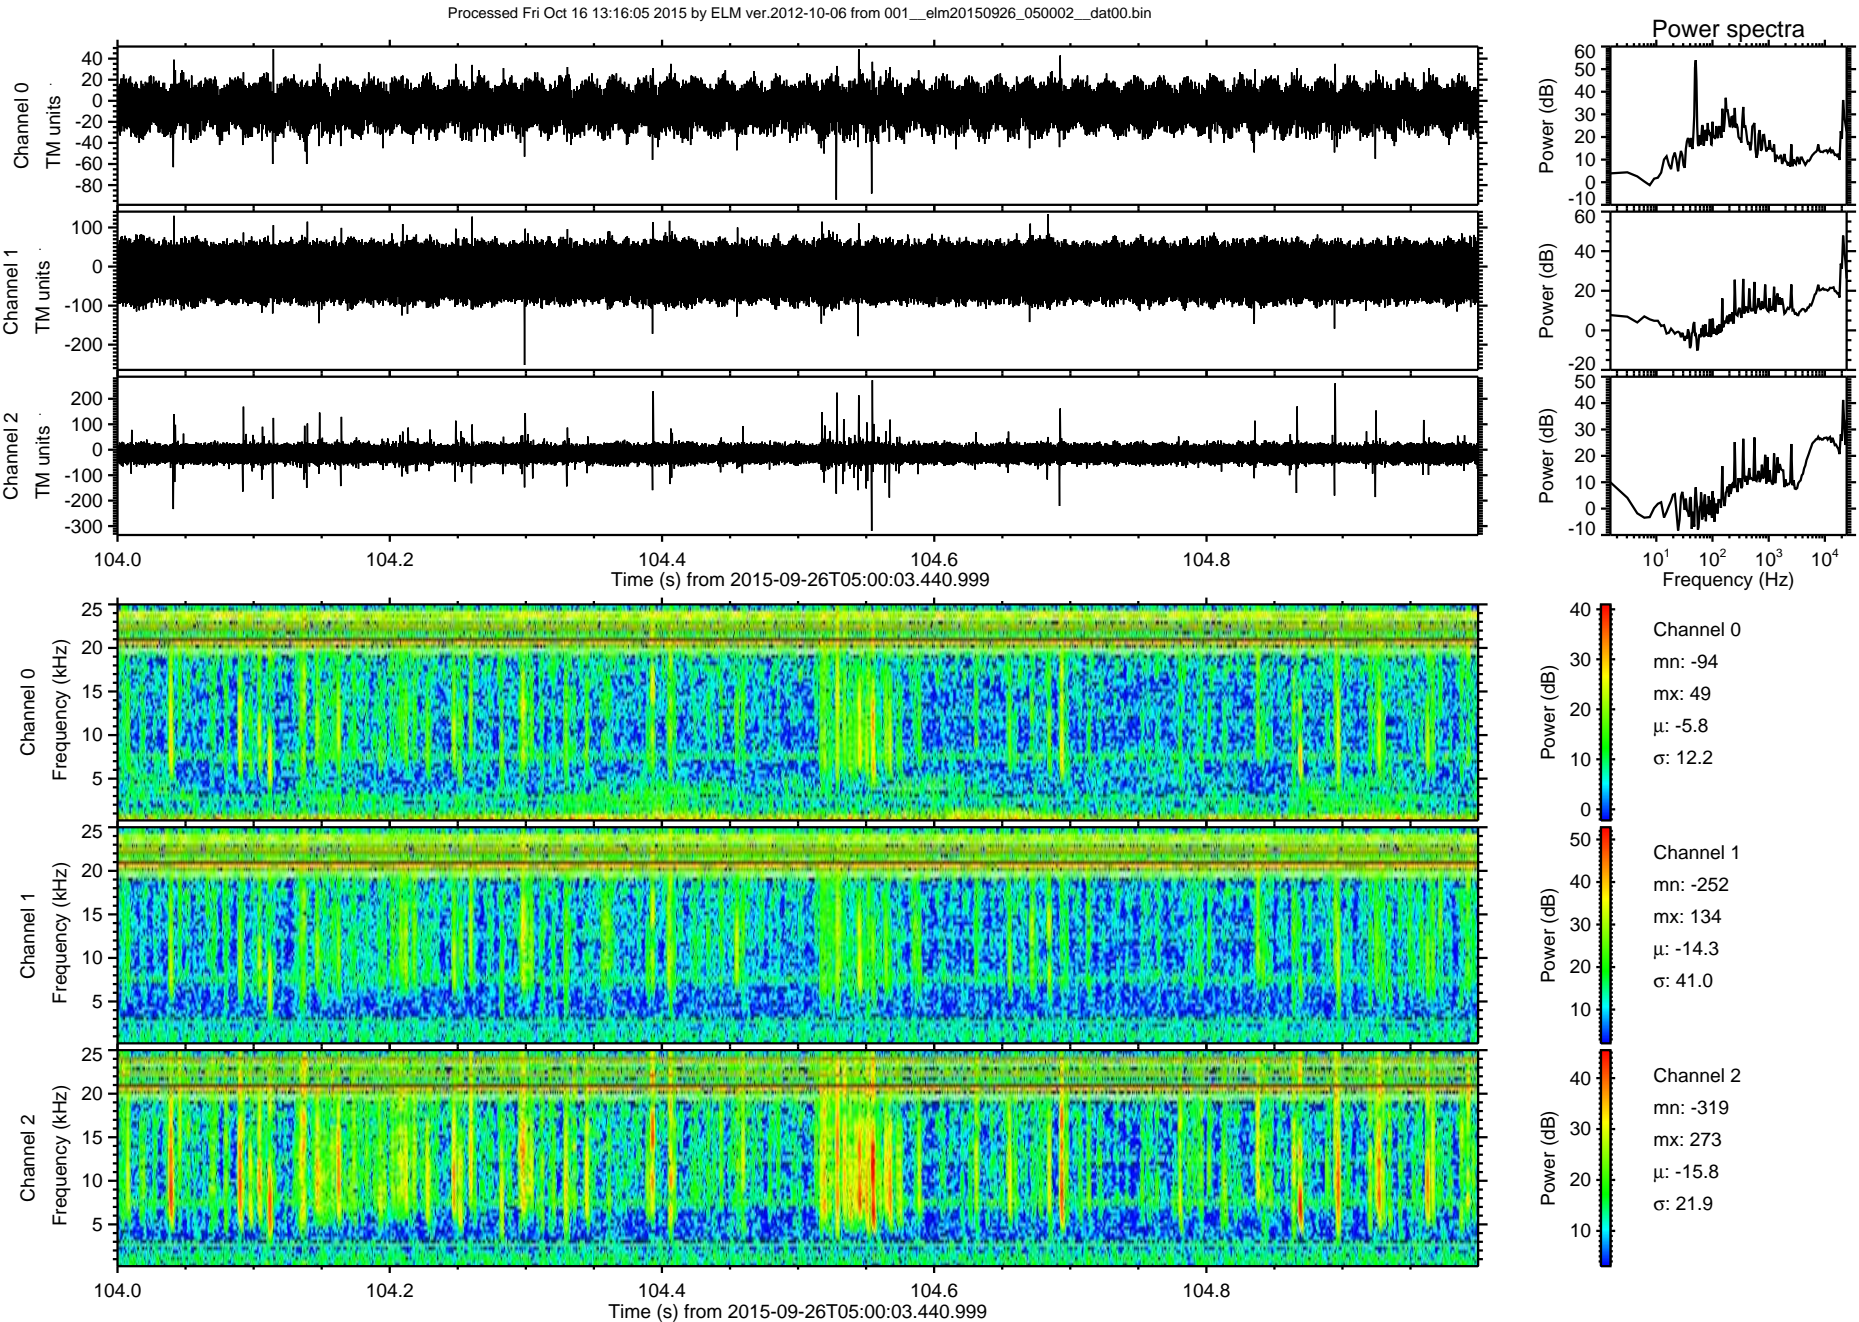 Processed Fri Oct 16 13:16:05 2015 by ELM ver.2012-10-06 from 001__elm20150926_050002__dat00.bin
Power spectra
Channel 0
TM units
40
20
0
-20
-40
-60
-80
Power (dB)
60
50
40
30
20
10
0
-10
Channel 1
TM units
100
0
-100
-200
Power (dB)
60
40
20
0
-20
Channel 2
TM units
200
100
0
-100
-200
-300
Power (dB)
50
40
30
20
10
0
-10
104.0 104.2 104.4 104.6 104.8
Time (s) from 2015-09-26T05:00:03.440.999
10¹ 10² 10³ 10⁴
Frequency (Hz)
Channel 0
Frequency (kHz)
25
20
15
10
5
Power (dB)
40
30
20
10
0
Channel 0
mn: -94
mx: 49
μ: -5.8
σ: 12.2
Channel 1
Frequency (kHz)
25
20
15
10
5
Power (dB)
50
40
30
20
10
Channel 1
mn: -252
mx: 134
μ: -14.3
σ: 41.0
Channel 2
Frequency (kHz)
25
20
15
10
5
Power (dB)
40
30
20
10
Channel 2
mn: -319
mx: 273
μ: -15.8
σ: 21.9
104.0 104.2 104.4 104.6 104.8
Time (s) from 2015-09-26T05:00:03.440.999